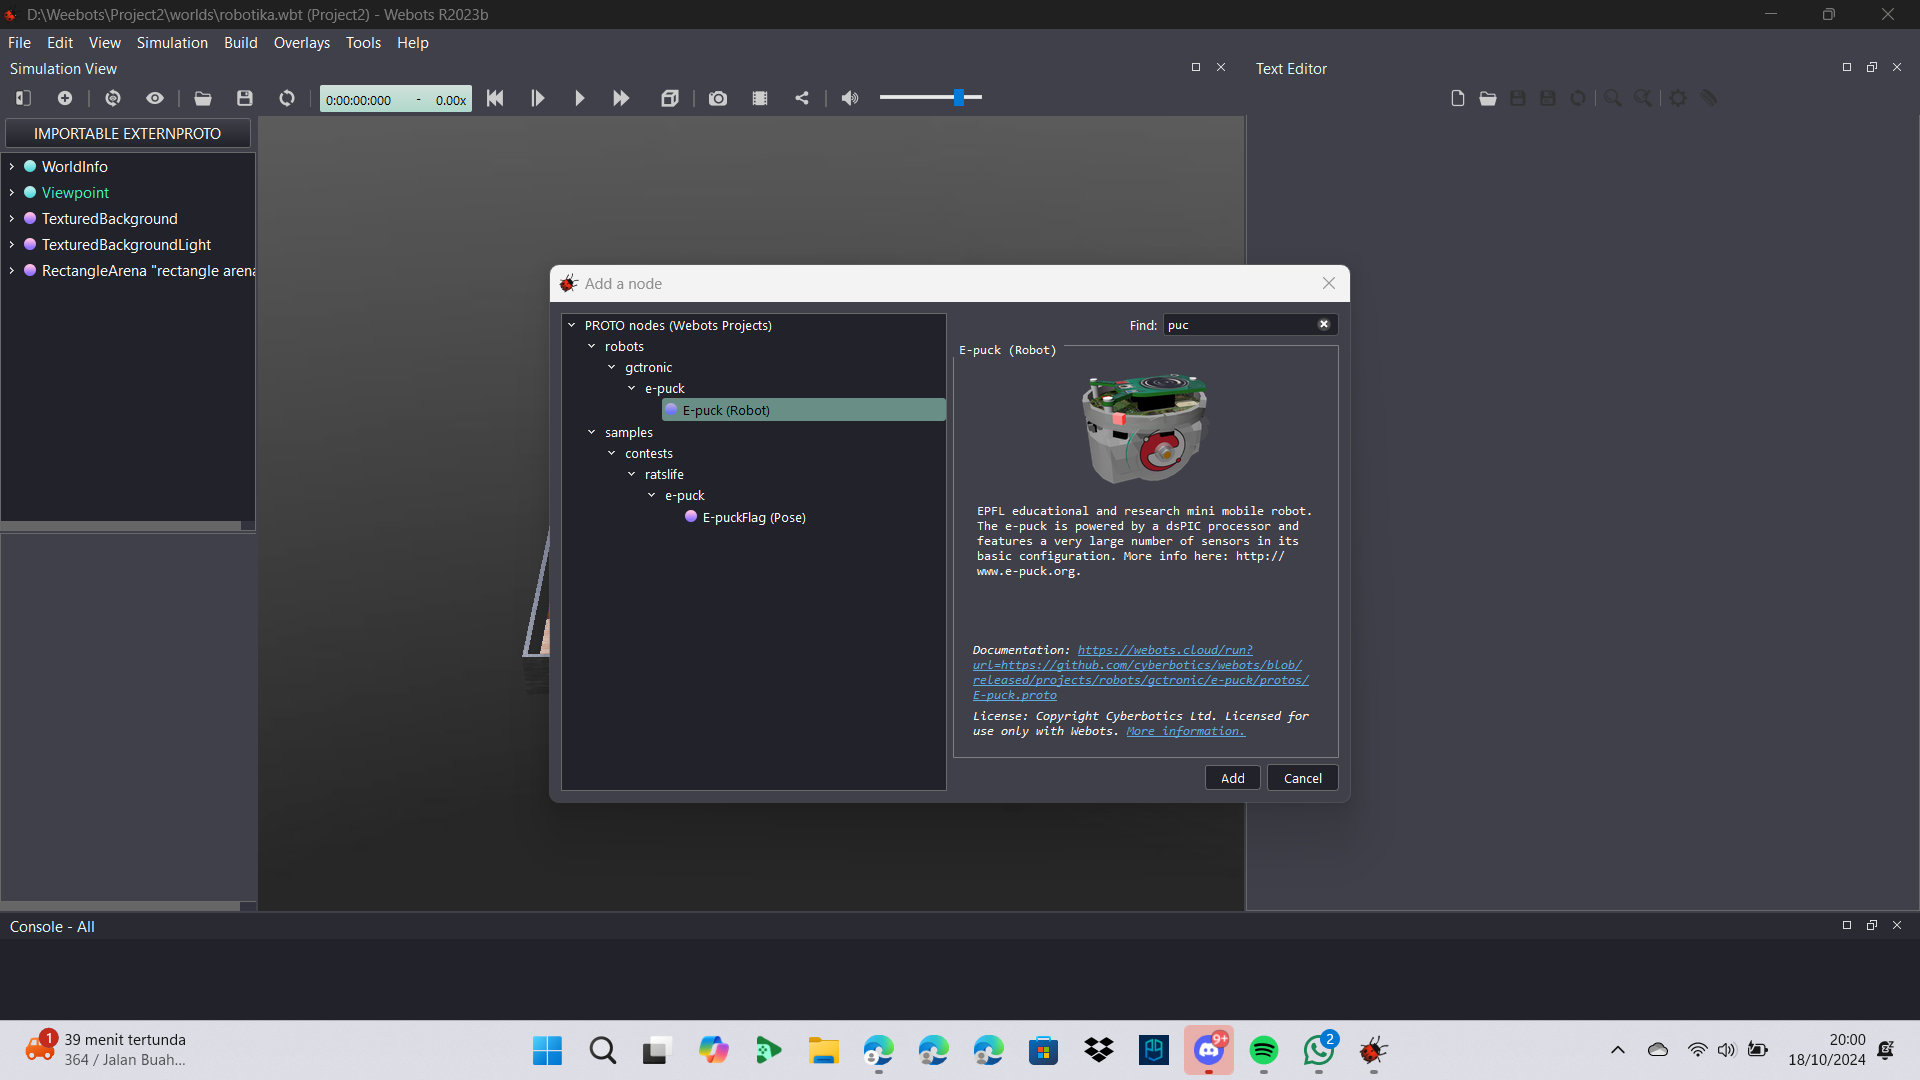 D:\Weebots\Project2\worlds\robotika.wbt (Project2) - Webots R2023b
File Edit View Simulation Build Overlays Tools Help
Simulation View
Text Editor
0:00:00:000 - 0.00x
IMPORTABLE EXTERNPROTO
WorldInfo
Viewpoint
TexturedBackground
TexturedBackgroundLight
RectangleArena "rectangle arena
Add a node
PROTO nodes (Webots Projects)
robots
gctronic
e-puck
E-puck (Robot)
samples
contests
ratslife
e-puck
E-puckFlag (Pose)
Find: puc
E-puck (Robot)
EPFL educational and research mini mobile robot.
The e-puck is powered by a dsPIC processor and
features a very large number of sensors in its
basic configuration. More info here: http://
www.e-puck.org.
Documentation: https://webots.cloud/run?
url=https://github.com/cyberbotics/webots/blob/
released/projects/robots/gctronic/e-puck/protos/
E-puck.proto
License: Copyright Cyberbotics Ltd. Licensed for
use only with Webots. More information.
Add Cancel
Console - All
1
39 menit tertunda
364 / Jalan Buah...
9+
2
20:00
18/10/2024